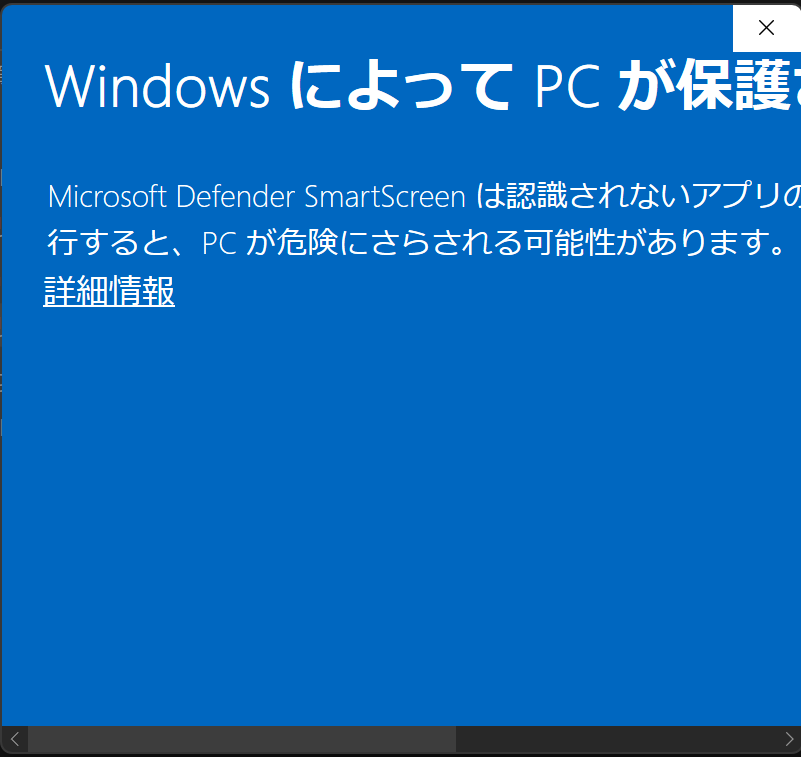 Windows によって PC が保護
Microsoft Defender SmartScreen は認識されないアプリの
行すると、PC が危険にさらされる可能性があります。
詳細情報